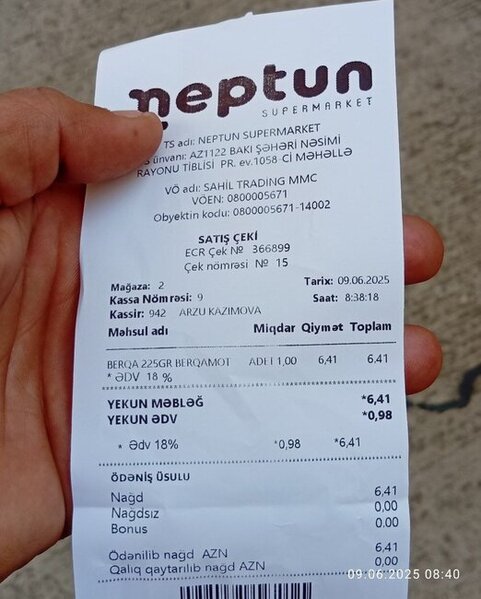 neptun
SUPERMARKET
TS adı: NEPTUN SUPERMARKET
ünvanı: AZ1122 BAKI ŞƏHƏRİ NƏSİMİ
RAYONU TİBLİSİ PR. ev.1058-Cİ MƏHƏLLƏ
VÖ adı: SAHİL TRADING MMC
VÖEN: 0800005671
Obyektin kodu: 0800005671-14002
SATIŞ ÇEKİ
ECR Çek № 366899
Çek nömrəsi № 15
Mağaza: 2 Tarix: 09.06.2025
Kassa Nömrəsi: 9 Saat: 8:38:18
Kassir: 942 ARZU KAZIMOVA
Məhsul adı Miqdar Qiymət Toplam
BERQA 225GR BERQAMOT ADET 1,00 6,41 6,41
* ƏDV 18 %
YEKUN MƏBLƏĞ *6,41
YEKUN ƏDV *0,98
* Ədv 18% *0,98 *6,41
ÖDƏNİŞ ÜSULU
Nağd 6,41
Nağdsız 0,00
Bonus 0,00
Ödənilib nağd AZN 6,41
Qalıq qaytarılıb nağd AZN 0,00
09.06.2025 08:40